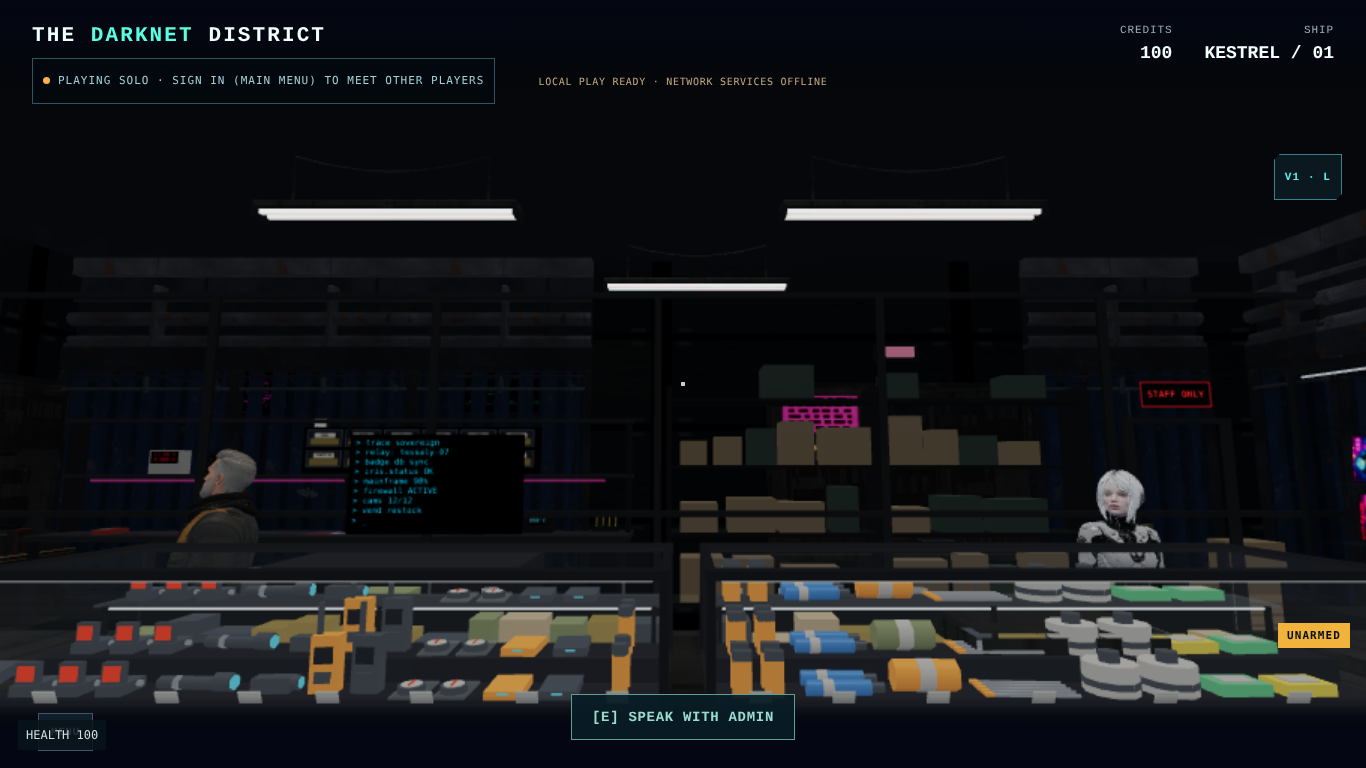 THE DARKNET DISTRICT
CREDITS
100
SHIP
KESTREL / 01
PLAYING SOLO · SIGN IN (MAIN MENU) TO MEET OTHER PLAYERS
LOCAL PLAY READY · NETWORK SERVICES OFFLINE
V1 · L
STAFF ONLY
> trace sovereign
> relay: tessaly-07
> badge db sync
> iris.status OK
> mainframe 98%
> firewall ACTIVE
> cams 12/12
> vend restock
>
UNARMED
[E] SPEAK WITH ADMIN
HEALTH 100